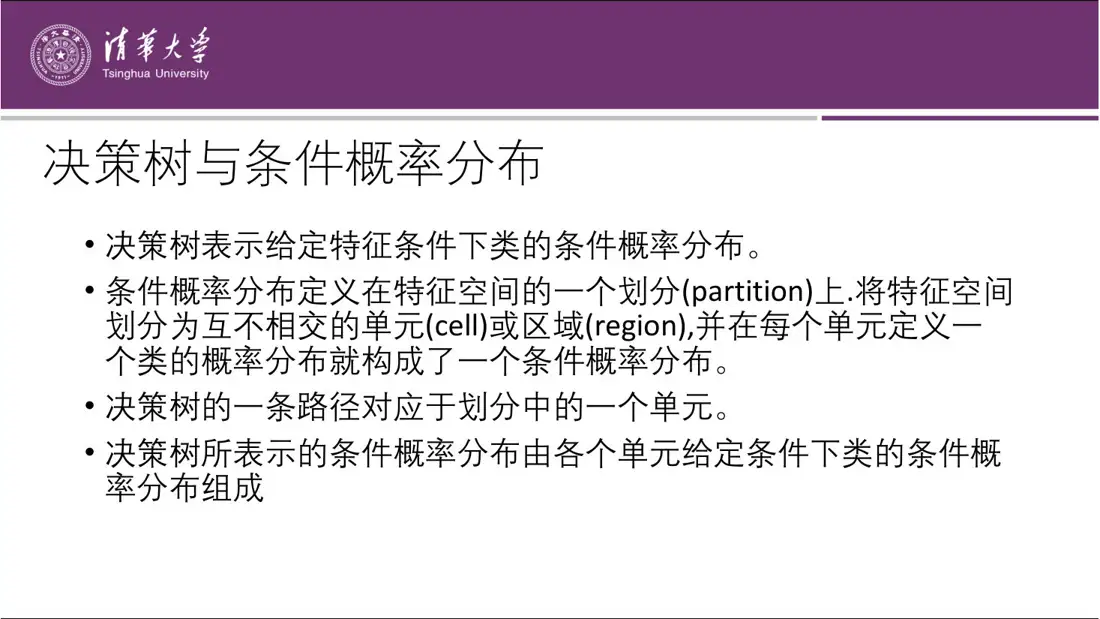 清华大学
Tsinghua University
决策树与条件概率分布
• 决策树表示给定特征条件下类的条件概率分布。
• 条件概率分布定义在特征空间的一个划分(partition)上.将特征空间
划分为互不相交的单元(cell)或区域(region),并在每个单元定义一
个类的概率分布就构成了一个条件概率分布。
• 决策树的一条路径对应于划分中的一个单元。
• 决策树所表示的条件概率分布由各个单元给定条件下类的条件概
率分布组成